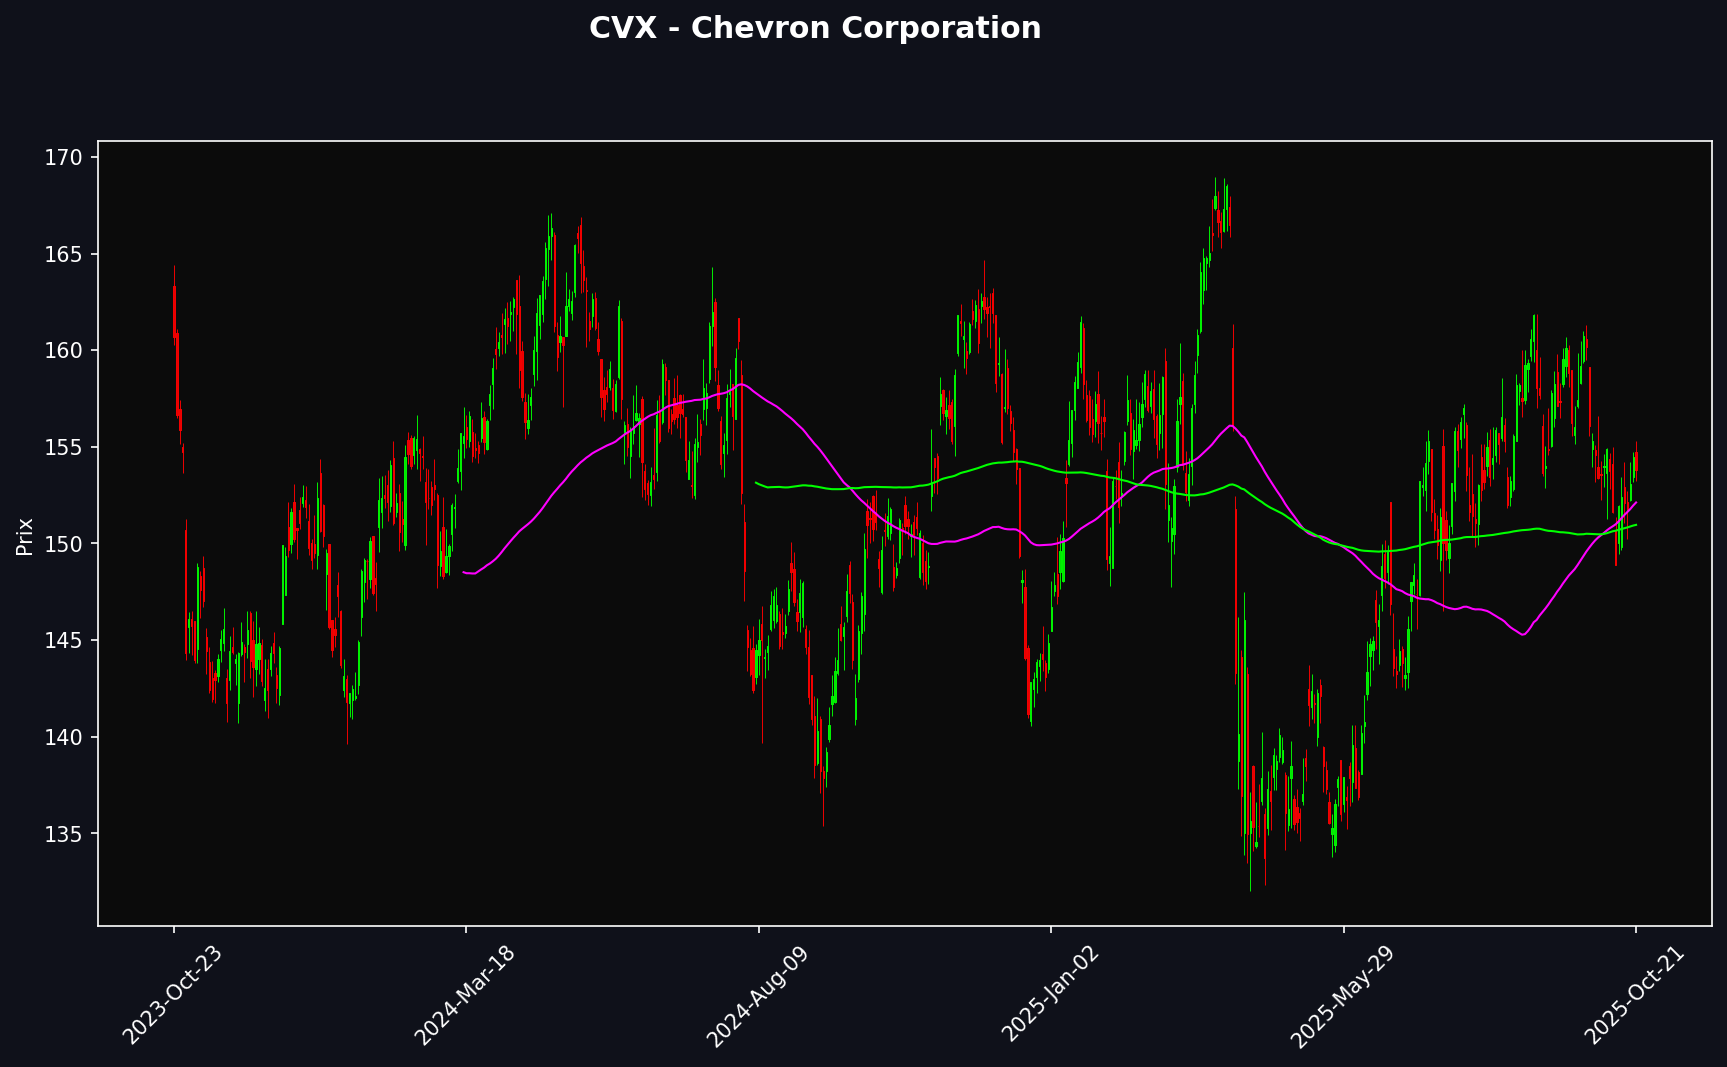 CVX - Chevron Corporation
Prix
170
165
160
155
150
145
140
135
2023-Oct-23
2024-Mar-18
2024-Aug-09
2025-Jan-02
2025-May-29
2025-Oct-21